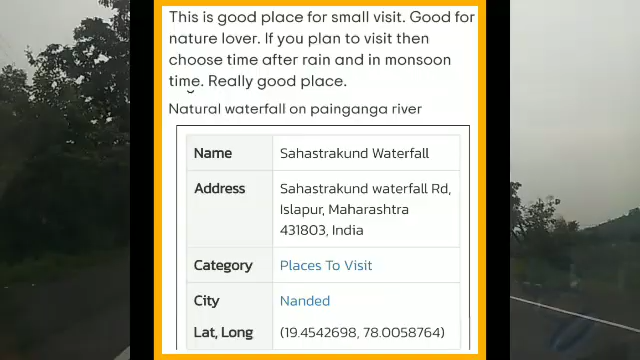 This is good place for small visit. Good for
nature lover. If you plan to visit then
choose time after rain and in monsoon
time. Really good place.
Natural waterfall on painganga river
Name Sahastrakund Waterfall
Address Sahastrakund waterfall Rd,
Islapur, Maharashtra
431803, India
Category Places To Visit
City Nanded
Lat, Long (19.4542698, 78.0058764)